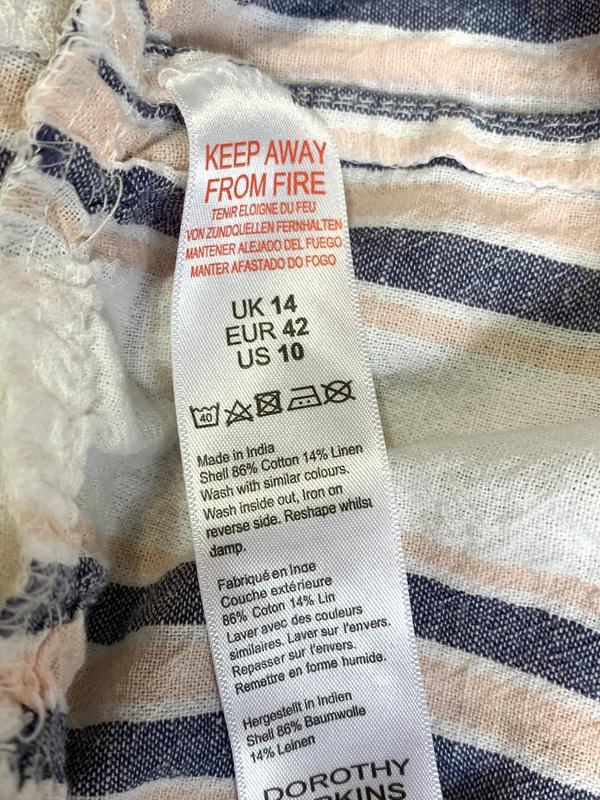 KEEP AWAY
FROM FIRE
TENIR ELOIGNE DU FEU
VON ZUNDQUELLEN FERNHALTEN
MANTENER ALEJADO DEL FUEGO
MANTER AFASTADO DO FOGO
UK 14
EUR 42
US 10
40
Made in India
Shell 86% Cotton 14% Linen
Wash with similar colours.
Wash inside out, Iron on
reverse side. Reshape whilst
damp.
Fabriqué en Inde
Couche extérieure
86% Coton 14% Lin
Laver avec des couleurs
similaires. Laver sur l'envers.
Repasser sur l'envers.
Remettre en forme humide.
Hergestellt in Indien
Shell 86% Baumwolle
14% Leinen
DOROTHY